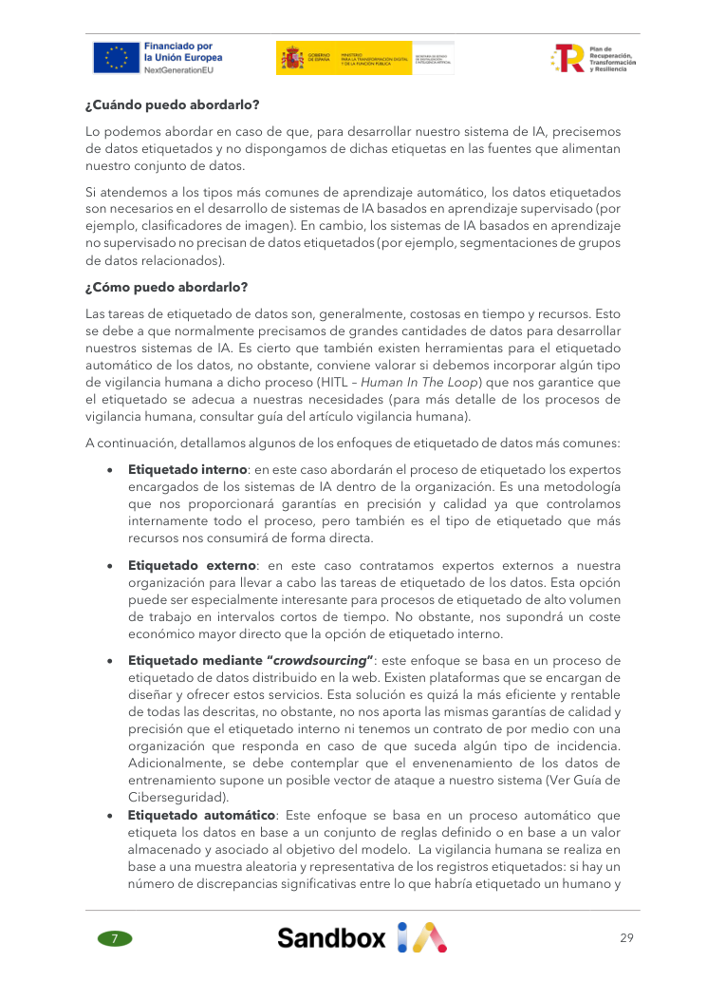 Financiado por
la Unión Europea
NextGenerationEU
GOBIERNO
DE ESPAÑA
MINISTERIO
PARA LA TRANSFORMACIÓN DIGITAL
Y DE LA FUNCIÓN PÚBLICA
SECRETARÍA DE ESTADO
DE DIGITALIZACIÓN
E INTELIGENCIA ARTIFICIAL
Plan de
Recuperación,
Transformación
y Resiliencia
¿Cuándo puedo abordarlo?
Lo podemos abordar en caso de que, para desarrollar nuestro sistema de IA, precisemos
de datos etiquetados y no dispongamos de dichas etiquetas en las fuentes que alimentan
nuestro conjunto de datos.
Si atendemos a los tipos más comunes de aprendizaje automático, los datos etiquetados
son necesarios en el desarrollo de sistemas de IA basados en aprendizaje supervisado (por
ejemplo, clasificadores de imagen). En cambio, los sistemas de IA basados en aprendizaje
no supervisado no precisan de datos etiquetados (por ejemplo, segmentaciones de grupos
de datos relacionados).
¿Cómo puedo abordarlo?
Las tareas de etiquetado de datos son, generalmente, costosas en tiempo y recursos. Esto
se debe a que normalmente precisamos de grandes cantidades de datos para desarrollar
nuestros sistemas de IA. Es cierto que también existen herramientas para el etiquetado
automático de los datos, no obstante, conviene valorar si debemos incorporar algún tipo
de vigilancia humana a dicho proceso (HITL – Human In The Loop) que nos garantice que
el etiquetado se adecua a nuestras necesidades (para más detalle de los procesos de
vigilancia humana, consultar guía del artículo vigilancia humana).
A continuación, detallamos algunos de los enfoques de etiquetado de datos más comunes:
• Etiquetado interno: en este caso abordarán el proceso de etiquetado los expertos
encargados de los sistemas de IA dentro de la organización. Es una metodología
que nos proporcionará garantías en precisión y calidad ya que controlamos
internamente todo el proceso, pero también es el tipo de etiquetado que más
recursos nos consumirá de forma directa.
• Etiquetado externo: en este caso contratamos expertos externos a nuestra
organización para llevar a cabo las tareas de etiquetado de los datos. Esta opción
puede ser especialmente interesante para procesos de etiquetado de alto volumen
de trabajo en intervalos cortos de tiempo. No obstante, nos supondrá un coste
económico mayor directo que la opción de etiquetado interno.
• Etiquetado mediante “crowdsourcing”: este enfoque se basa en un proceso de
etiquetado de datos distribuido en la web. Existen plataformas que se encargan de
diseñar y ofrecer estos servicios. Esta solución es quizá la más eficiente y rentable
de todas las descritas, no obstante, no nos aporta las mismas garantías de calidad y
precisión que el etiquetado interno ni tenemos un contrato de por medio con una
organización que responda en caso de que suceda algún tipo de incidencia.
Adicionalmente, se debe contemplar que el envenenamiento de los datos de
entrenamiento supone un posible vector de ataque a nuestro sistema (Ver Guía de
Ciberseguridad).
• Etiquetado automático: Este enfoque se basa en un proceso automático que
etiqueta los datos en base a un conjunto de reglas definido o en base a un valor
almacenado y asociado al objetivo del modelo. La vigilancia humana se realiza en
base a una muestra aleatoria y representativa de los registros etiquetados: si hay un
número de discrepancias significativas entre lo que habría etiquetado un humano y
7
Sandbox
29